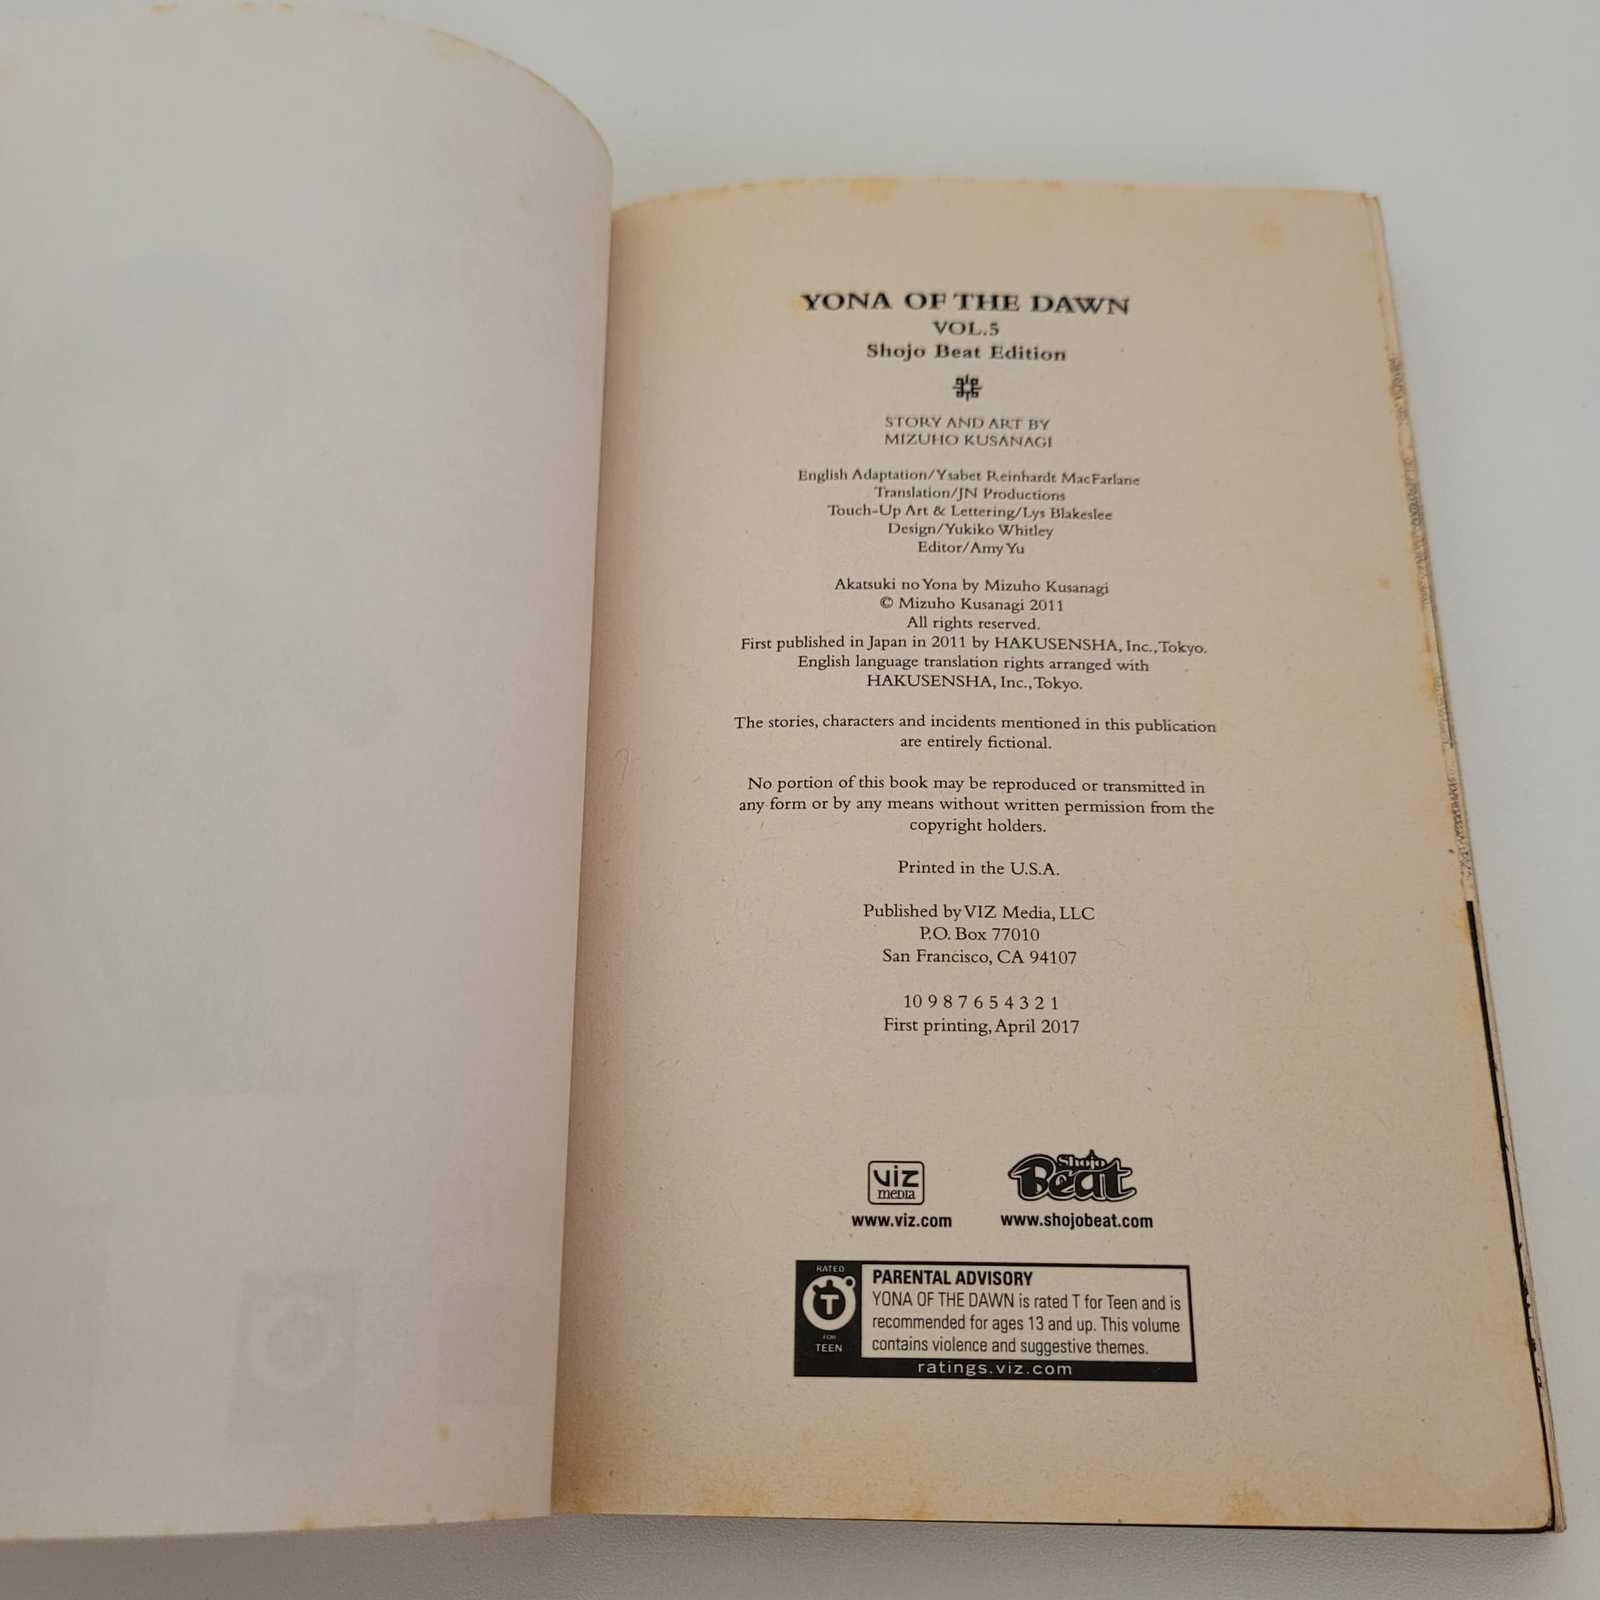 YONA OF THE DAWN
VOL.5
Shojo Beat Edition
STORY AND ART BY
MIZUHO KUSANAGI
English Adaptation/Ysabet Reinhardt MacFarlane
Translation/JN Productions
Touch-Up Art & Lettering/Lys Blakeslee
Design/Yukiko Whitley
Editor/Amy Yu
Akatsuki no Yona by Mizuho Kusanagi
© Mizuho Kusanagi 2011
All rights reserved.
First published in Japan in 2011 by HAKUSENSHA, Inc., Tokyo.
English language translation rights arranged with
HAKUSENSHA, Inc., Tokyo.
The stories, characters and incidents mentioned in this publication
are entirely fictional.
No portion of this book may be reproduced or transmitted in
any form or by any means without written permission from the
copyright holders.
Printed in the U.S.A.
Published by VIZ Media, LLC
P.O. Box 77010
San Francisco, CA 94107
10 9 8 7 6 5 4 3 2 1
First printing, April 2017
viz media
www.viz.com
Shojo Beat
www.shojobeat.com
RATED
T
FOR
TEEN
PARENTAL ADVISORY
YONA OF THE DAWN is rated T for Teen and is
recommended for ages 13 and up. This volume
contains violence and suggestive themes.
ratings.viz.com